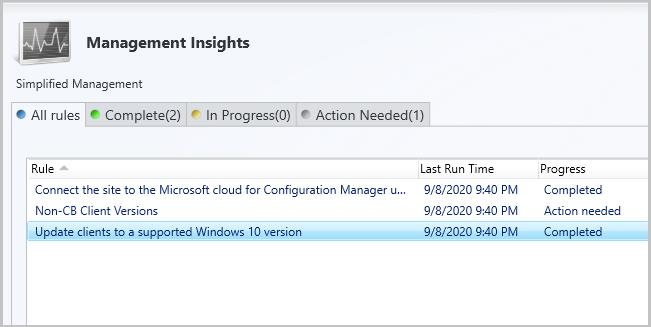 Management Insights
Simplified Management
All rules Complete(2) In Progress(0) Action Needed(1)
Rule Last Run Time Progress
Connect the site to the Microsoft cloud for Configuration Manager u... 9/8/2020 9:40 PM Completed
Non-CB Client Versions 9/8/2020 9:40 PM Action needed
Update clients to a supported Windows 10 version 9/8/2020 9:40 PM Completed